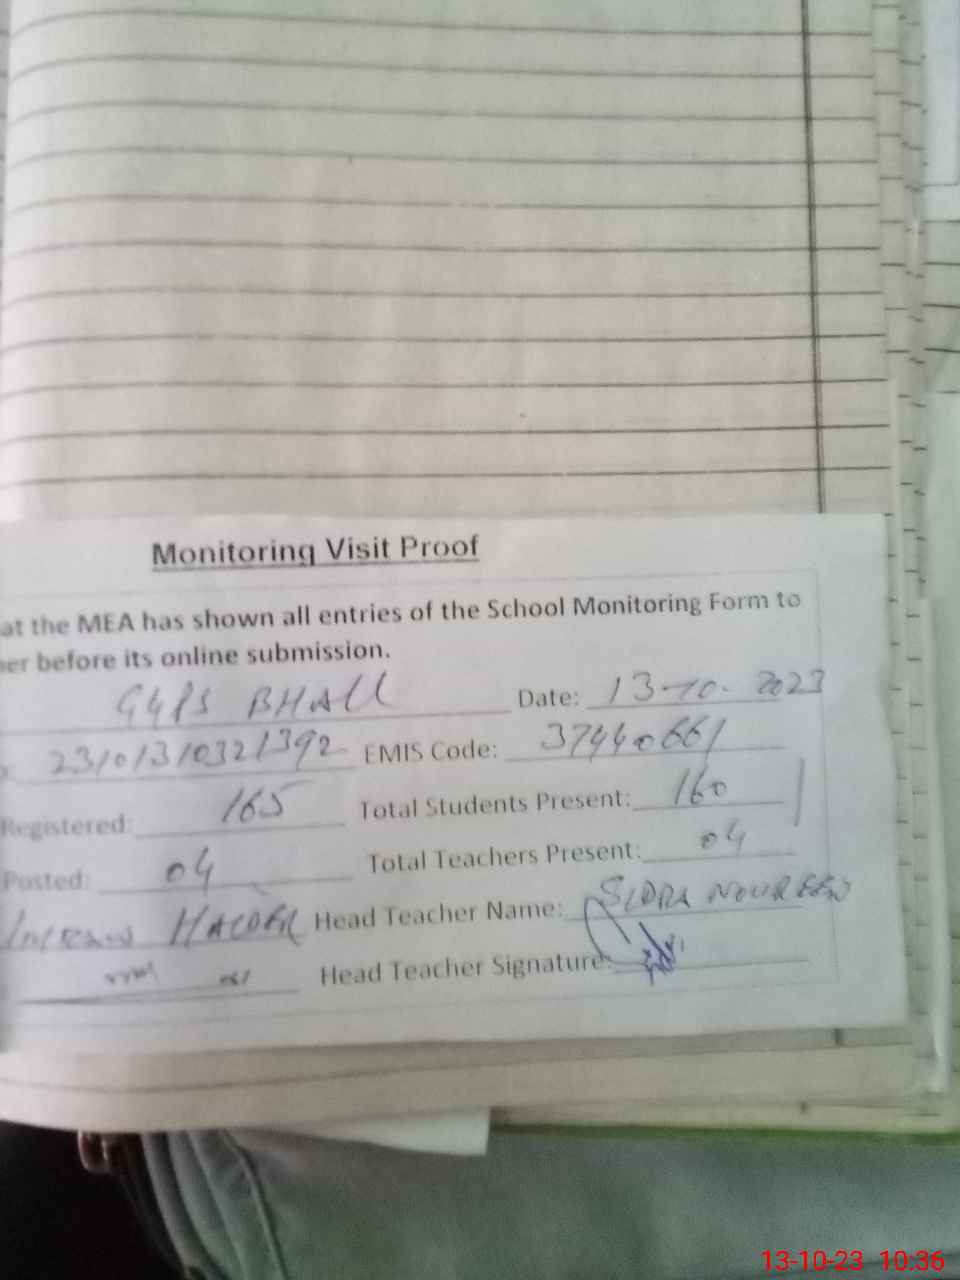 Monitoring Visit Proof
at the MEA has shown all entries of the School Monitoring Form to
er before its online submission.
GGPS BHALL Date: 13-10-2023
23101310321392 EMIS Code: 37440661
Registered: 165 Total Students Present: 160
Posted: 04 Total Teachers Present: 04
Head Teacher Name: SIDRA NOUREEN
Head Teacher Signature:
13-10-23 10:36